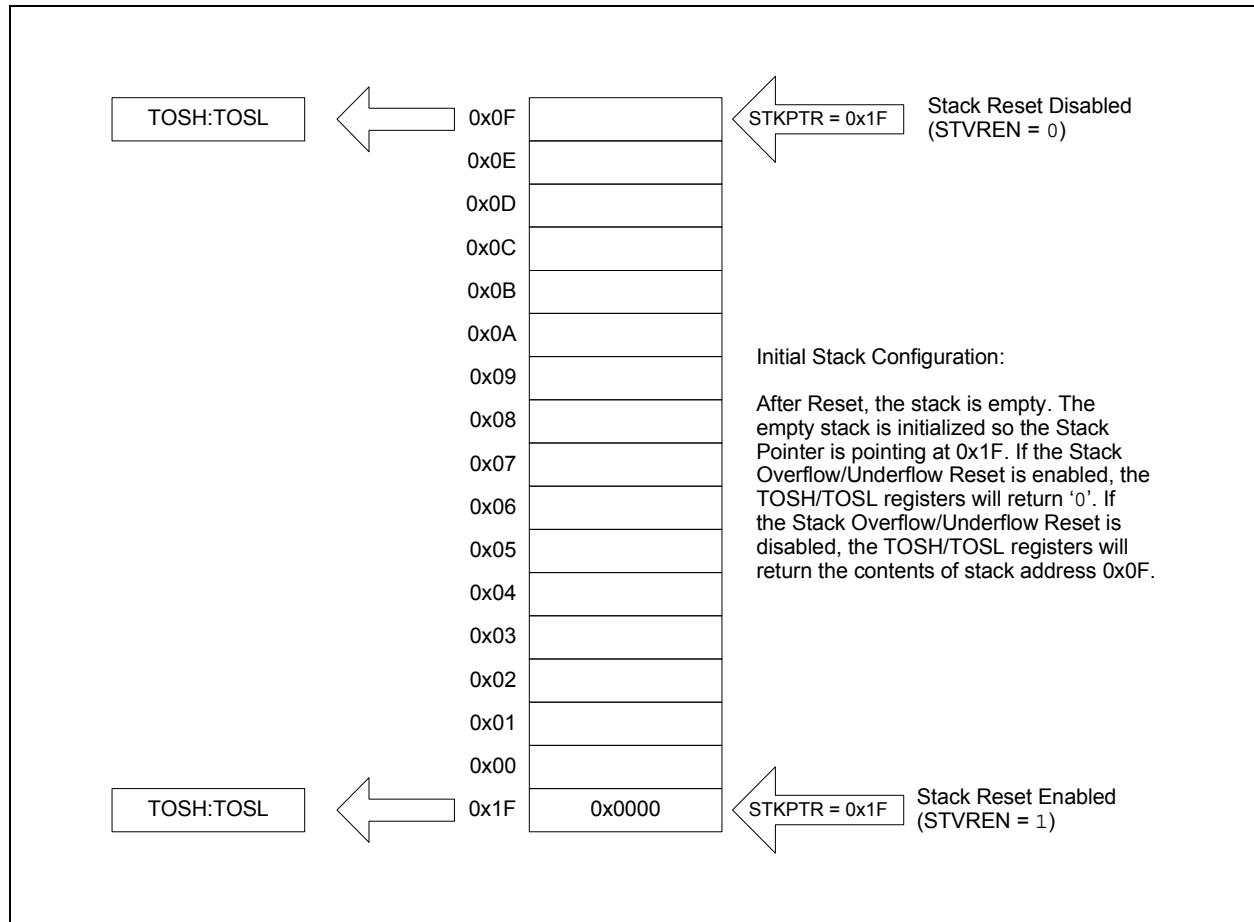 TOSH:TOSL
0x0F
STKPTR = 0x1F
Stack Reset Disabled
(STVREN = 0)
0x0E
0x0D
0x0C
0x0B
0x0A
0x09
0x08
0x07
0x06
0x05
0x04
0x03
0x02
0x01
0x00
Initial Stack Configuration:
After Reset, the stack is empty. The
empty stack is initialized so the Stack
Pointer is pointing at 0x1F. If the Stack
Overflow/Underflow Reset is enabled, the
TOSH/TOSL registers will return ‘0’. If
the Stack Overflow/Underflow Reset is
disabled, the TOSH/TOSL registers will
return the contents of stack address 0x0F.
TOSH:TOSL
0x1F
0x0000
STKPTR = 0x1F
Stack Reset Enabled
(STVREN = 1)